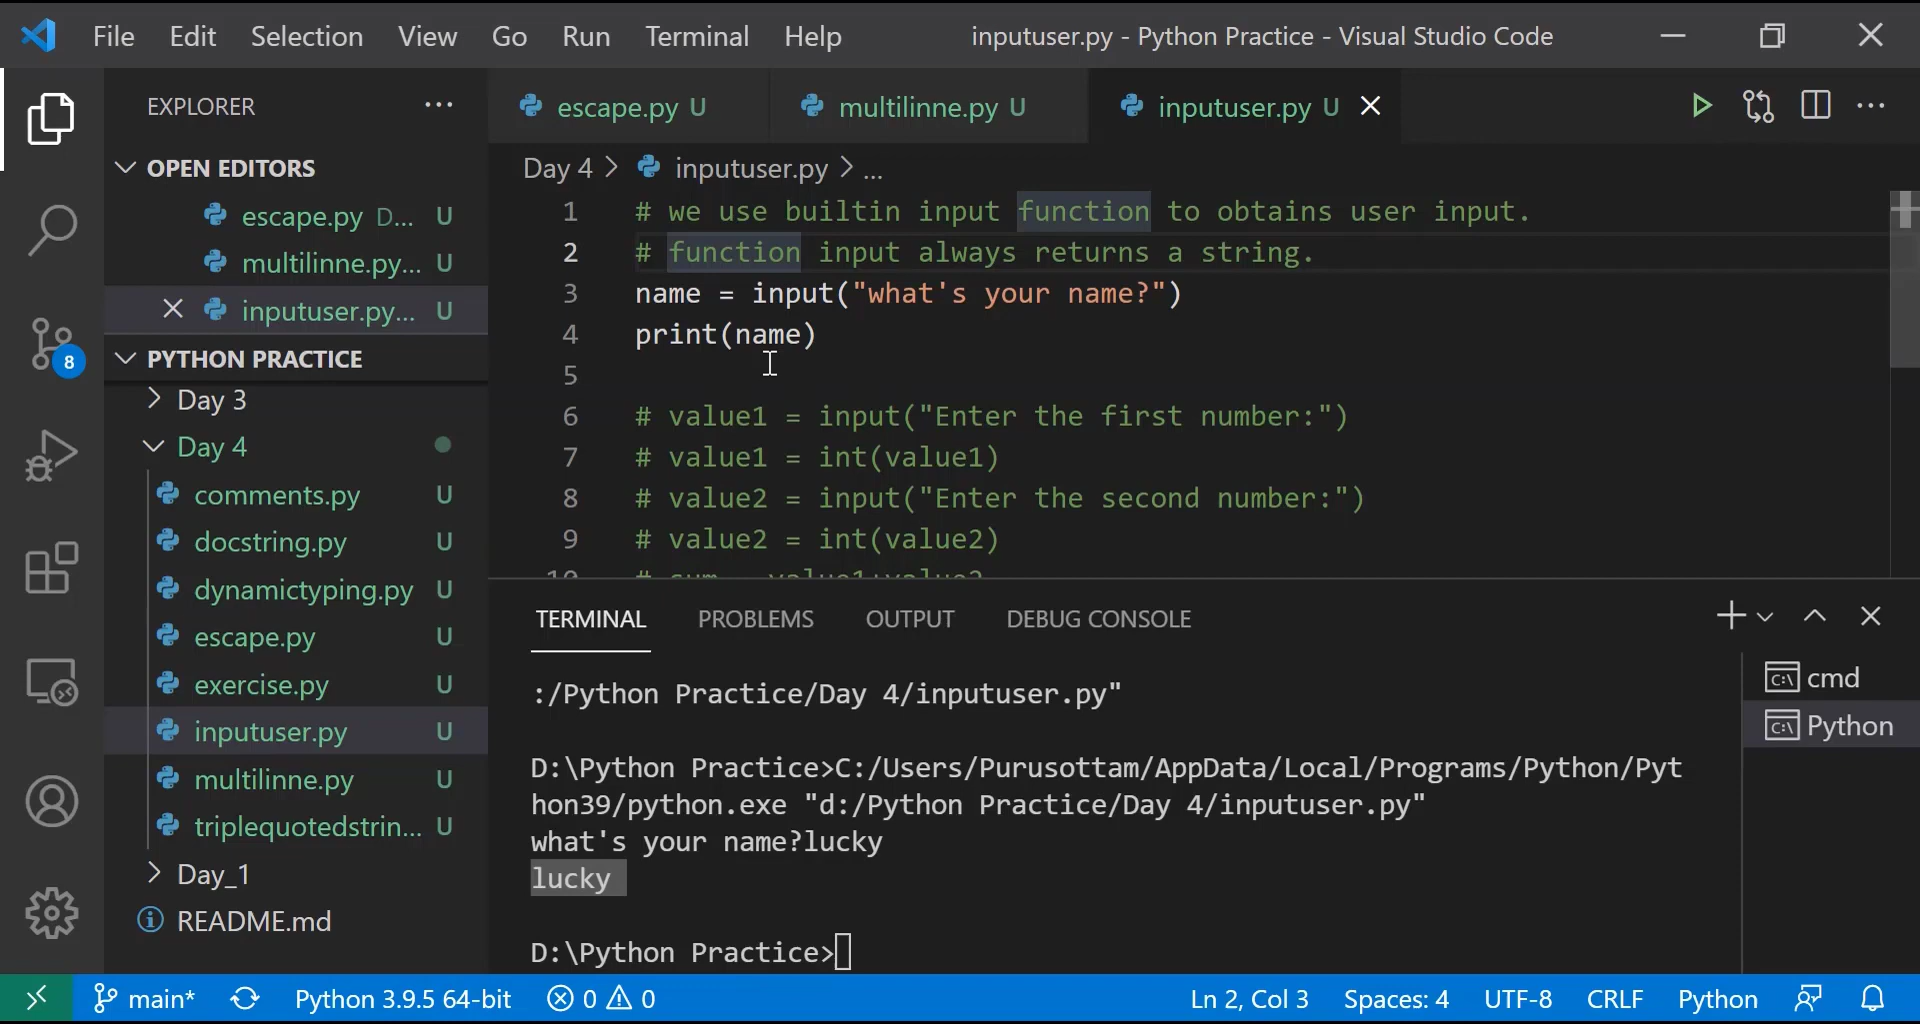 File Edit Selection View Go Run Terminal Help inputuser.py - Python Practice - Visual Studio Code
EXPLORER ...
OPEN EDITORS
escape.py D... U
multilinne.py... U
inputuser.py... U
PYTHON PRACTICE
Day 3
Day 4
comments.py U
docstring.py U
dynamictyping.py U
escape.py U
exercise.py U
inputuser.py U
multilinne.py U
triplequotedstrin... U
Day_1
README.md
8
escape.py U multilinne.py U inputuser.py U
Day 4 > inputuser.py > ...
1 # we use builtin input function to obtains user input.
2 # function input always returns a string.
3 name = input("what's your name?")
4 print(name)
5
6 # value1 = input("Enter the first number:")
7 # value1 = int(value1)
8 # value2 = input("Enter the second number:")
9 # value2 = int(value2)
TERMINAL PROBLEMS OUTPUT DEBUG CONSOLE
:/Python Practice/Day 4/inputuser.py"
D:\Python Practice>C:/Users/Purusottam/AppData/Local/Programs/Python/Pyt
hon39/python.exe "d:/Python Practice/Day 4/inputuser.py"
what's your name?lucky
lucky
D:\Python Practice>
cmd
Python
main* Python 3.9.5 64-bit 0 0 Ln 2, Col 3 Spaces: 4 UTF-8 CRLF Python